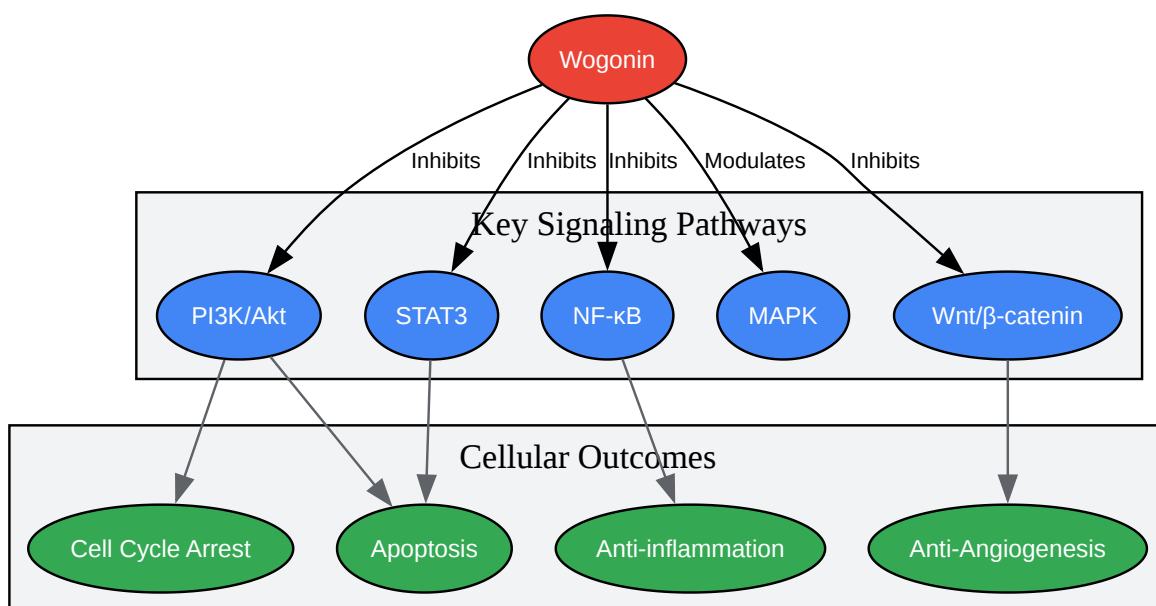 Wogonin
Inhibits
Inhibits
Inhibits
Modulates
Inhibits
Key Signaling Pathways
PI3K/Akt
STAT3
NF-κB
MAPK
Wnt/β-catenin
Cellular Outcomes
Cell Cycle Arrest
Apoptosis
Anti-inflammation
Anti-Angiogenesis